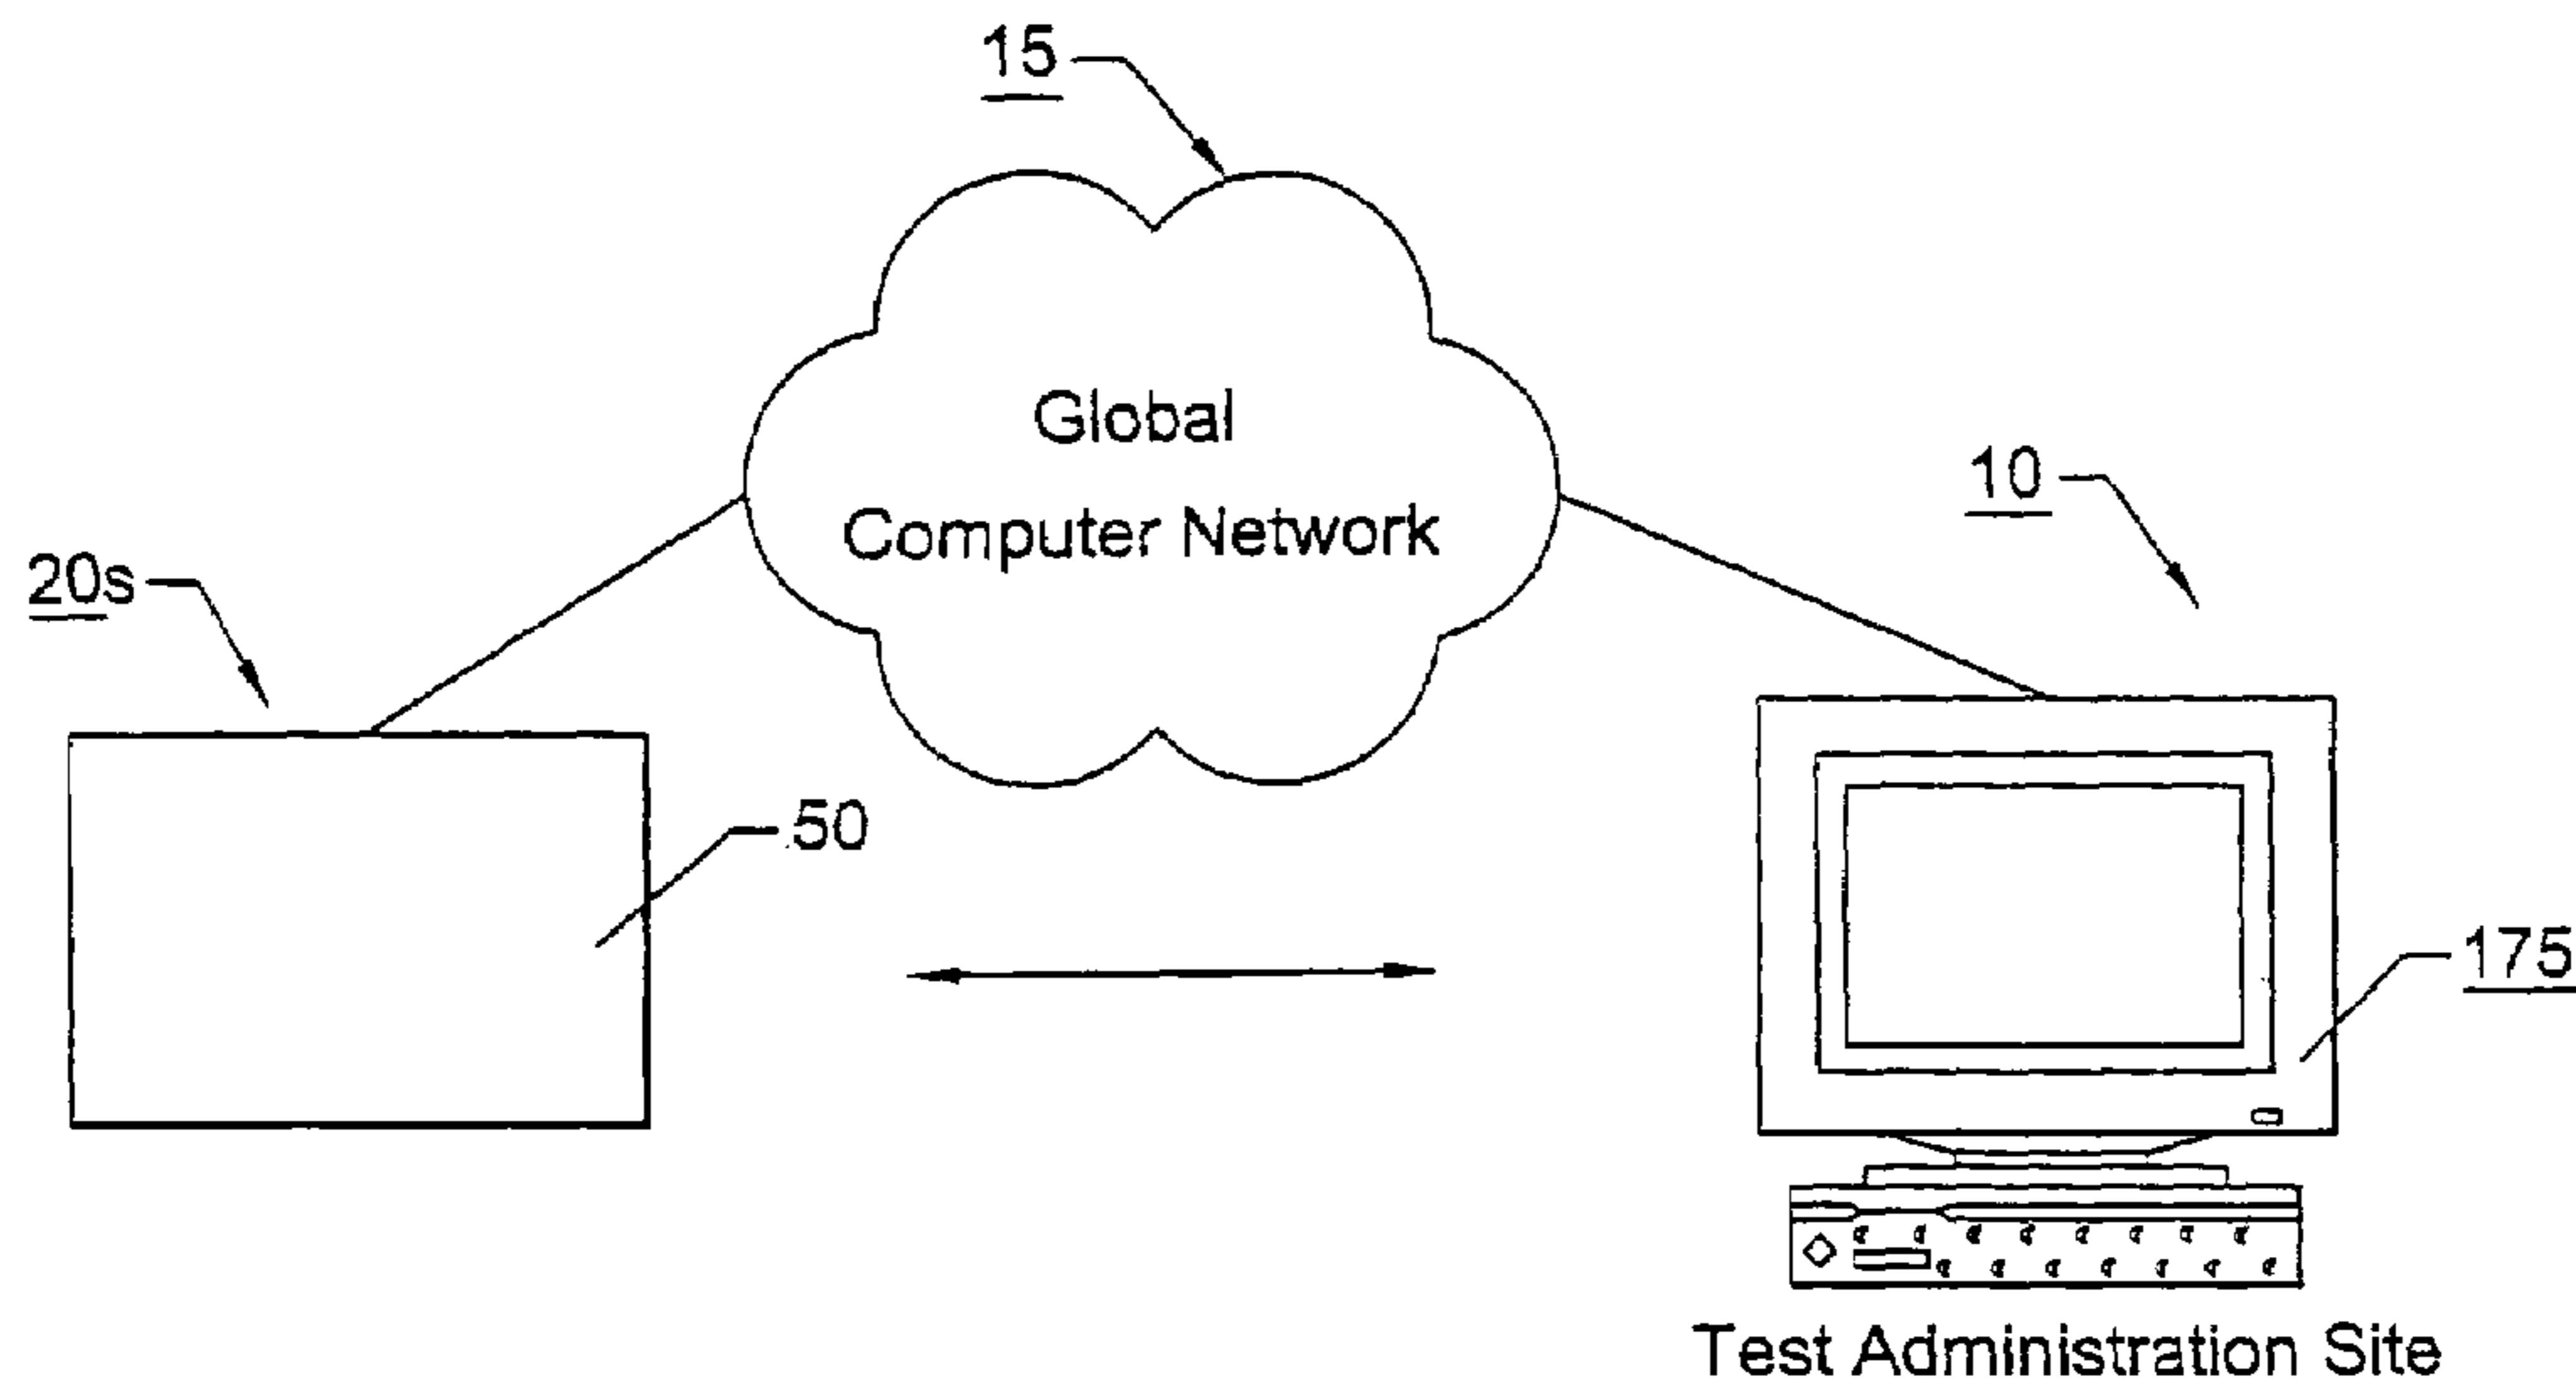 15
Global
Computer Network
10
20s
50
175
Test Administration Site